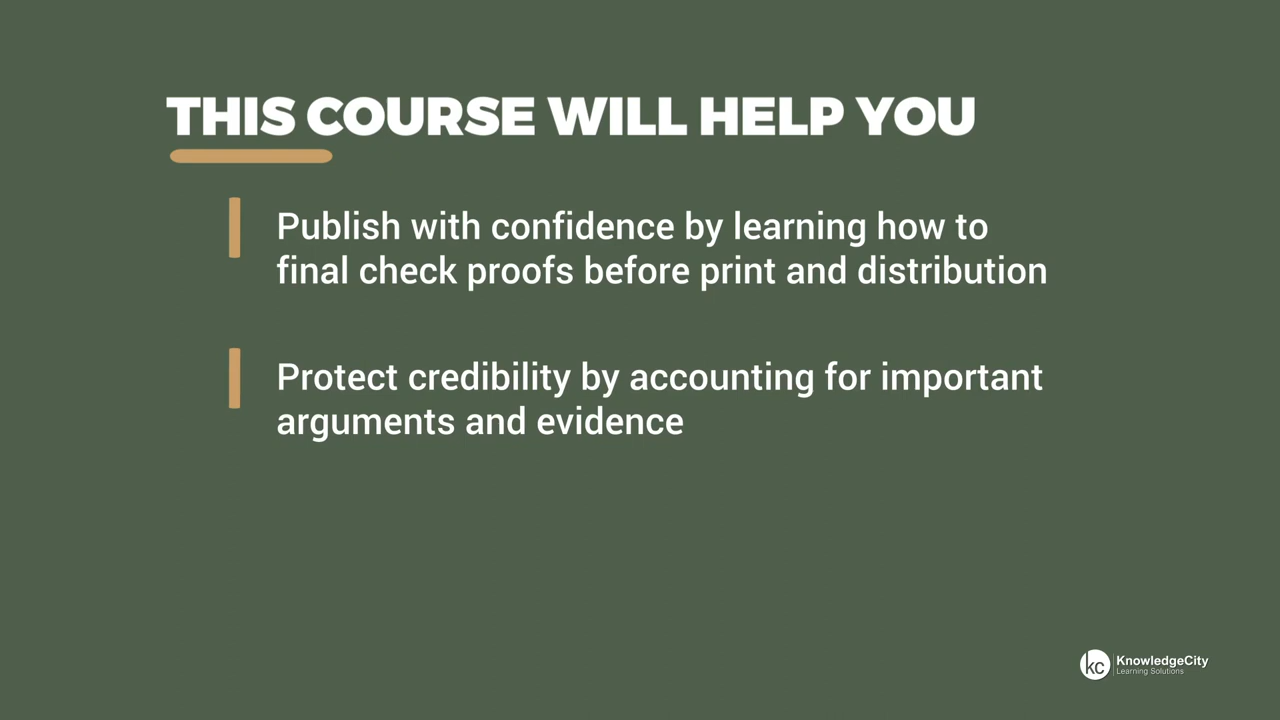 THIS COURSE WILL HELP YOU
Publish with confidence by learning how to
final check proofs before print and distribution
Protect credibility by accounting for important
arguments and evidence
kc KnowledgeCity
Learning Solutions